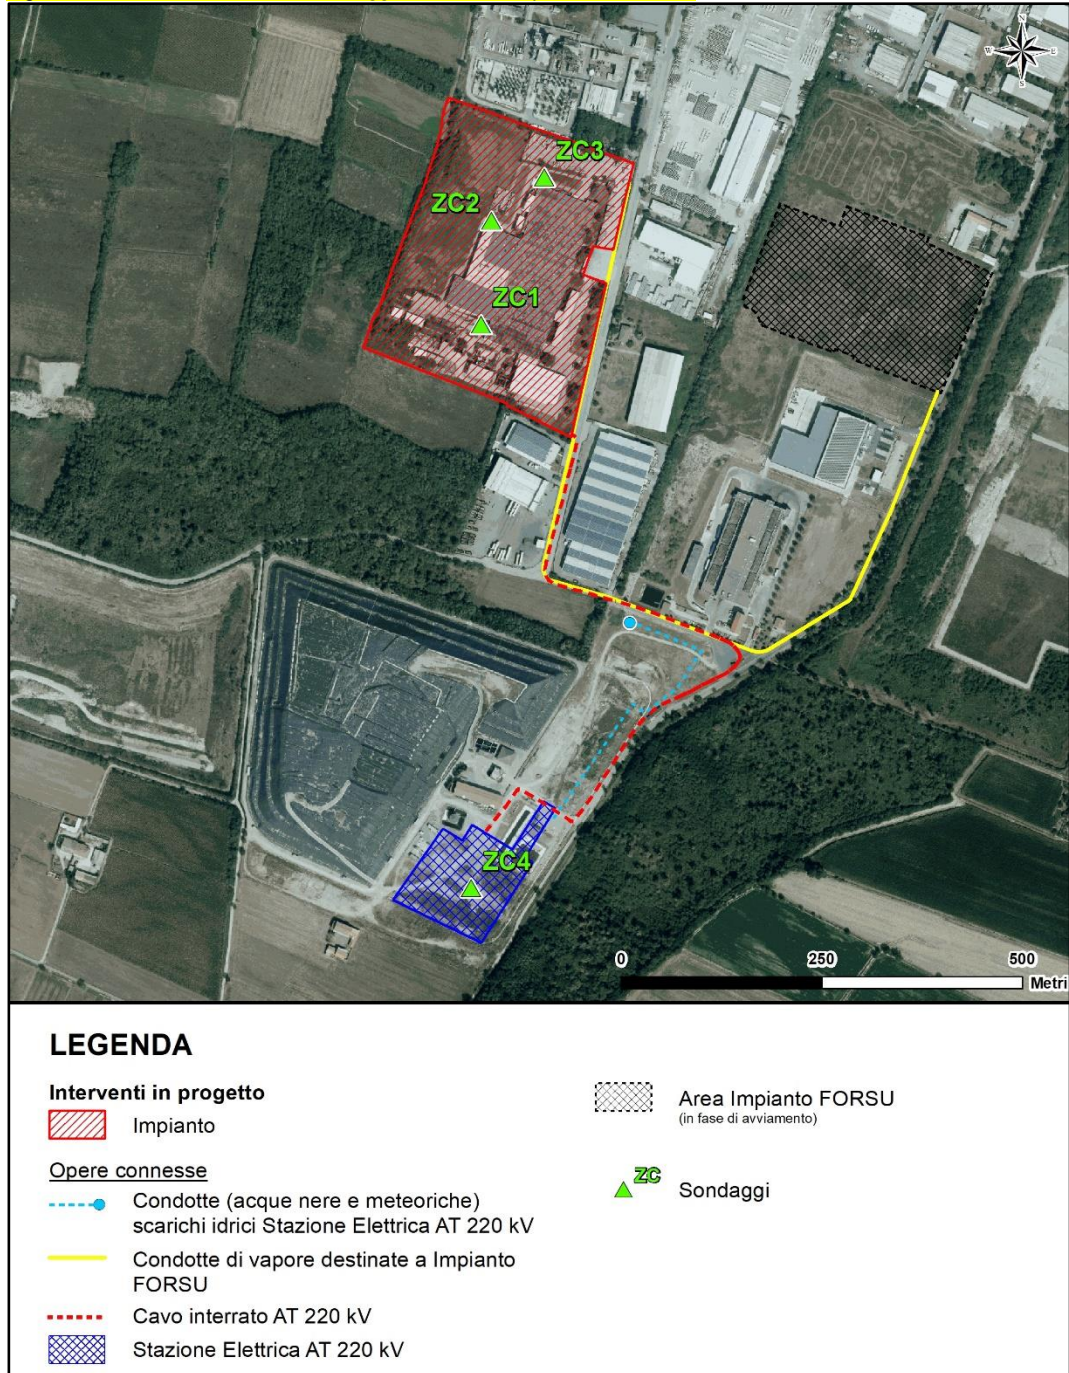 N
W
E
S
ZC3
ZC2
ZC1
ZC4
0
250
500
Metri
LEGENDA
Interventi in progetto
Impianto
Opere connesse
Condotte (acque nere e meteoriche)
scarichi idrici Stazione Elettrica AT 220 kV
Condotte di vapore destinate a Impianto
FORSU
Cavo interrato AT 220 kV
Stazione Elettrica AT 220 kV
Area Impianto FORSU
(in fase di avviamento)
ZC
Sondaggi